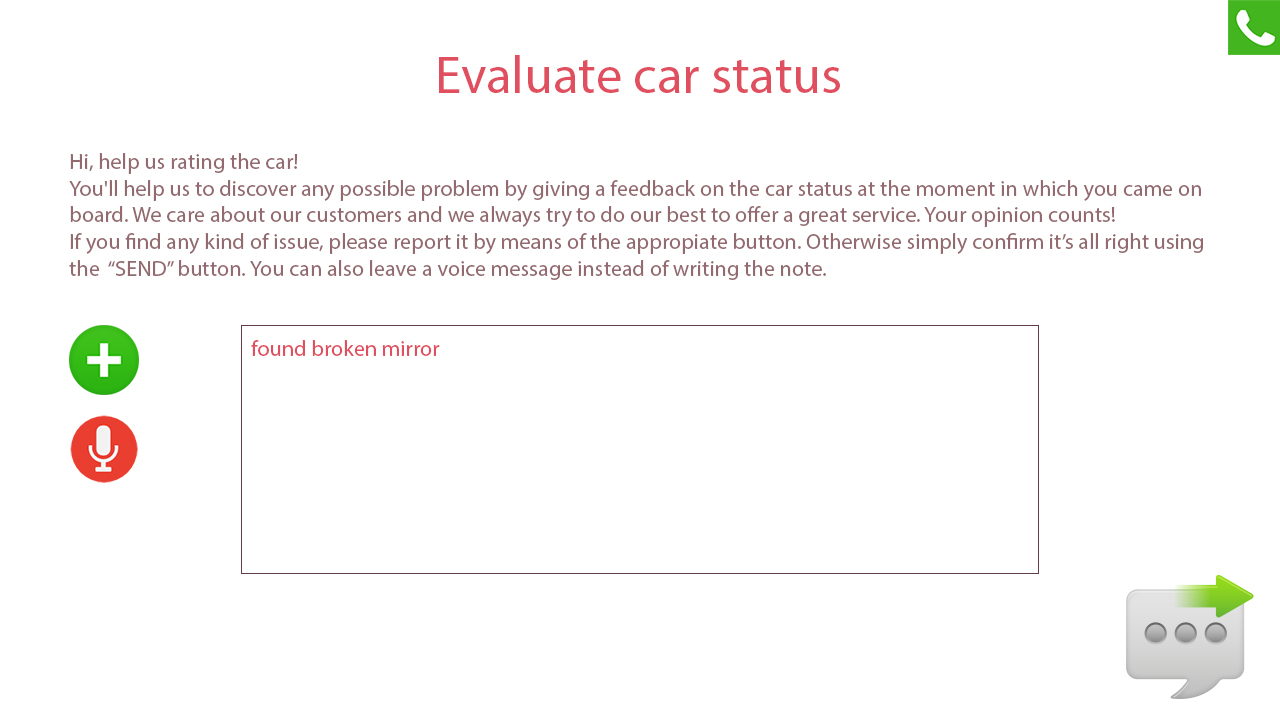 Evaluate car status
Hi, help us rating the car!
You'll help us to discover any possible problem by giving a feedback on the car status at the moment in which you came on
board. We care about our customers and we always try to do our best to offer a great service. Your opinion counts!
If you find any kind of issue, please report it by means of the appropiate button. Otherwise simply confirm it’s all right using
the  “SEND” button. You can also leave a voice message instead of writing the note.
found broken mirror